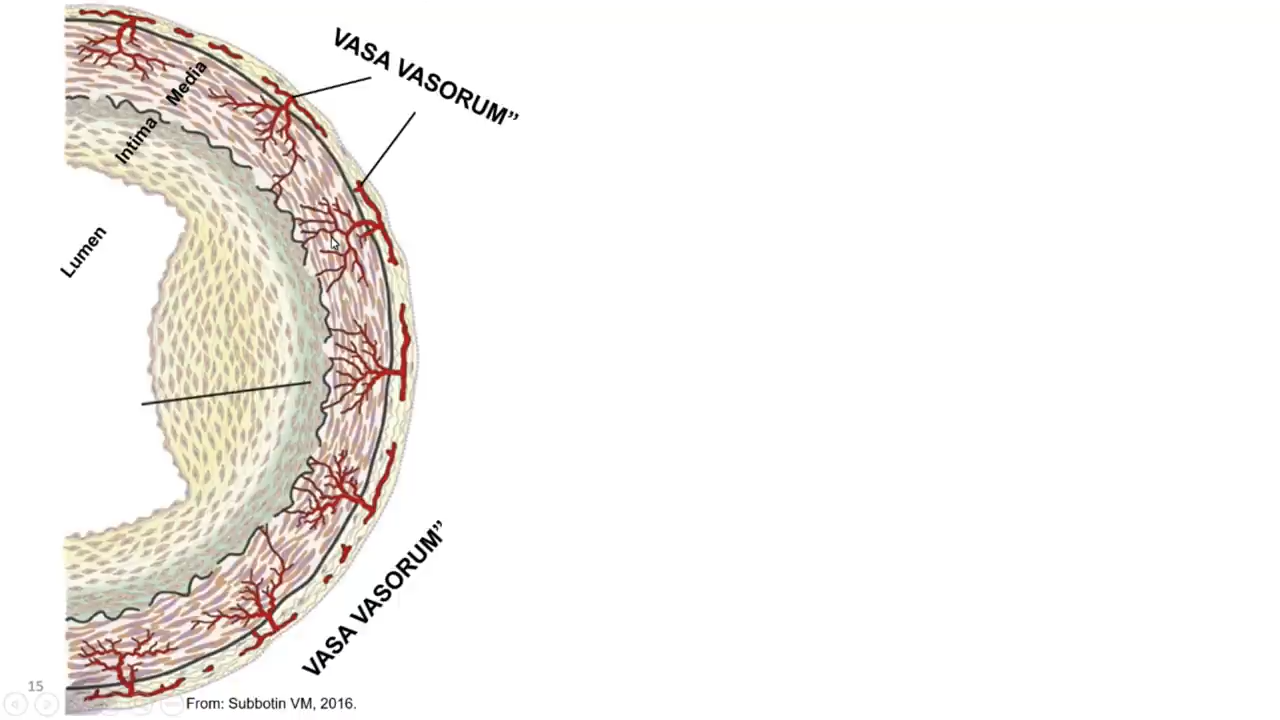 VASA VASORUM”
Media
Intima
Lumen
VASA VASORUM”
15
From: Subbotin VM, 2016.